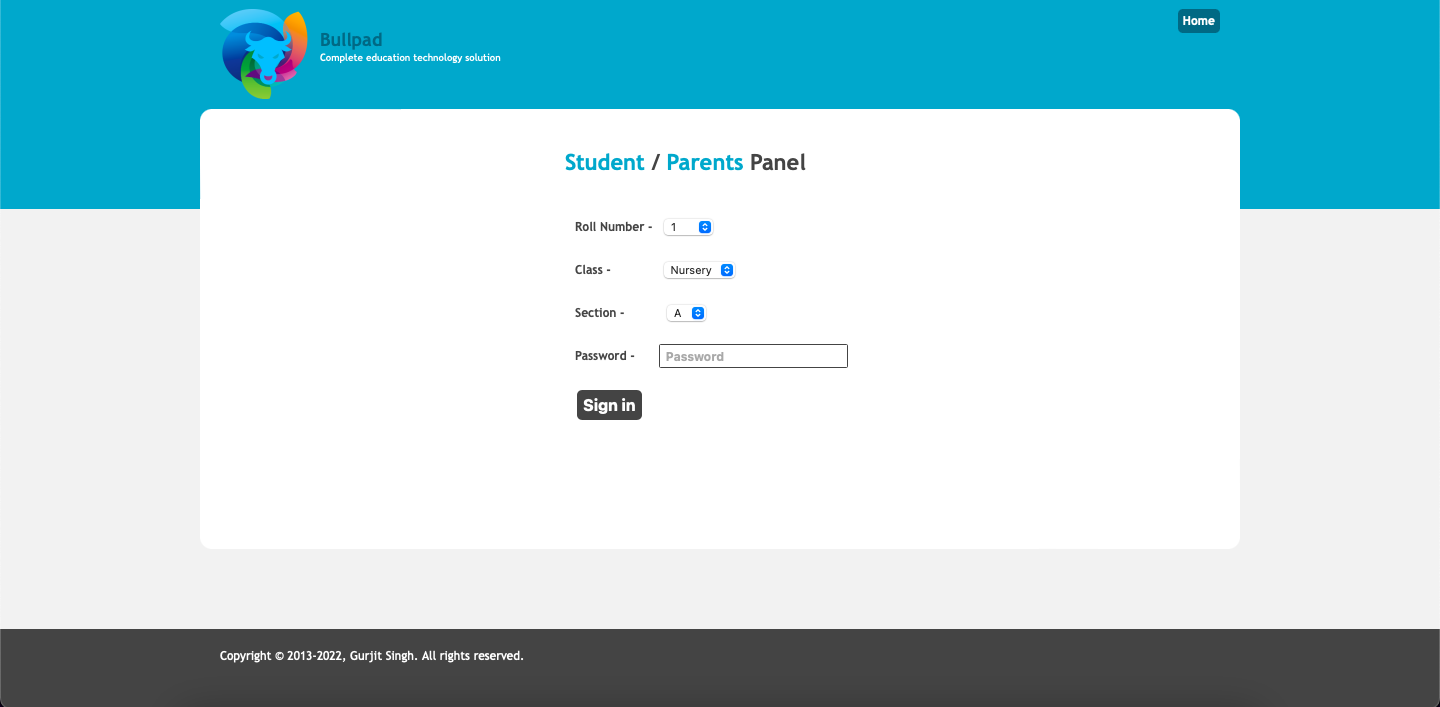 Home
Bullpad
Complete education technology solution
Student / Parents Panel
Roll Number - 1
Class - Nursery
Section - A
Password - Password
Sign in
Copyright © 2013-2022, Gurjit Singh. All rights reserved.